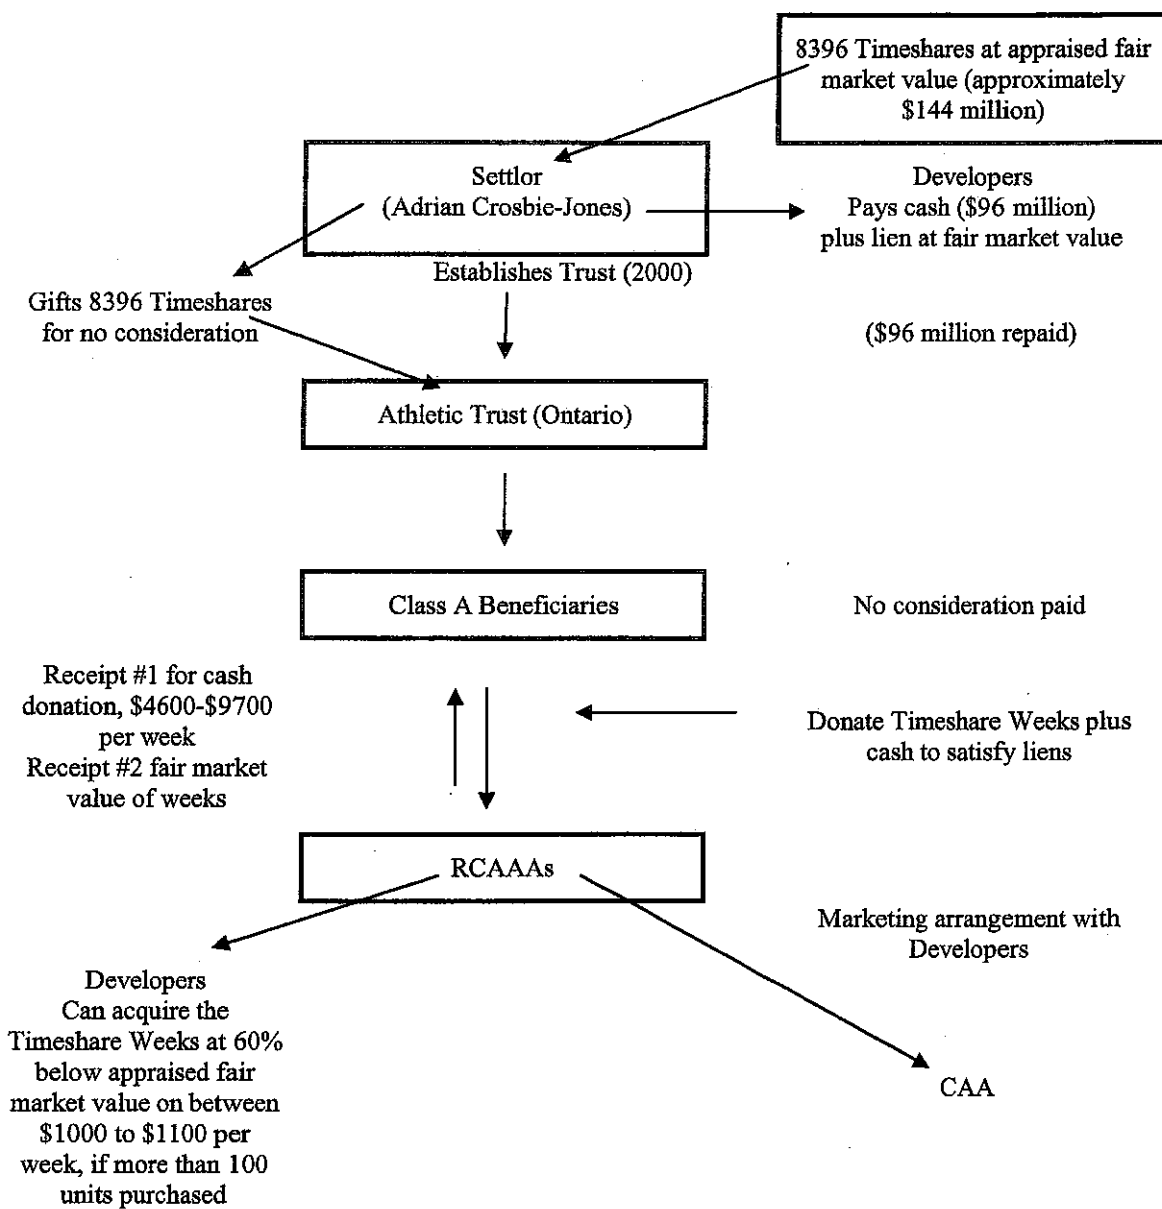 8396 Timeshares at appraised fair
market value (approximately
$144 million)
Settlor
(Adrian Crosbie-Jones)
Developers
Pays cash ($96 million)
plus lien at fair market value
Establishes Trust (2000)
Gifts 8396 Timeshares
for no consideration
($96 million repaid)
Athletic Trust (Ontario)
Class A Beneficiaries
No consideration paid
Receipt #1 for cash
donation, $4600-$9700
per week
Receipt #2 fair market
value of weeks
Donate Timeshare Weeks plus
cash to satisfy liens
RCAAAs
Marketing arrangement with
Developers
Developers
Can acquire the
Timeshare Weeks at 60%
below appraised fair
market value on between
$1000 to $1100 per
week, if more than 100
units purchased
CAA